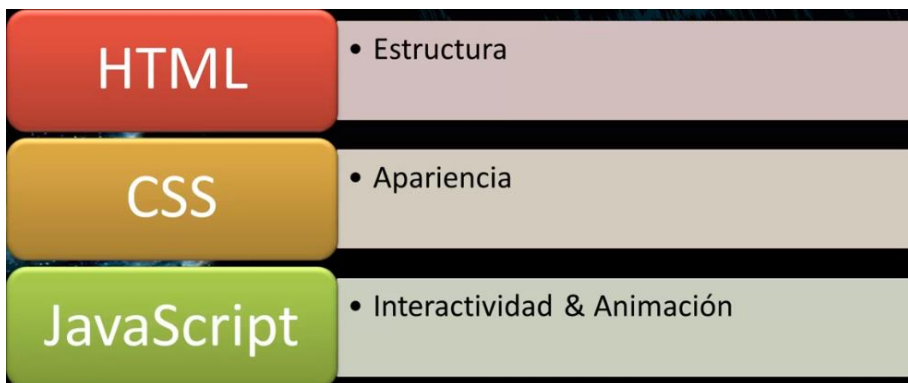 HTML
• Estructura
CSS
• Apariencia
JavaScript
• Interactividad & Animación